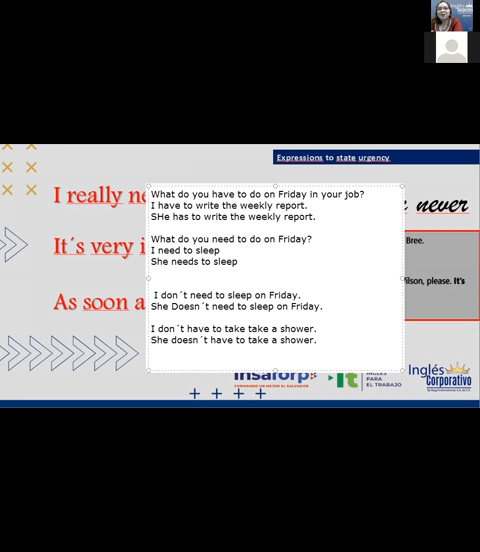 Expressions to state urgency
I really ne
never
What do you have to do on Friday in your job?
I have to write the weekly report.
SHe has to write the weekly report.
What do you need to do on Friday?
I need to sleep
She needs to sleep
I don´t need to sleep on Friday.
She Doesn´t need to sleep on Friday.
I don´t have to take take a shower.
She doesn´t have to take a shower.
It´s very i
As soon a
Bree.
ilson, please. It's
insaforp
FORMANDO UN MEJOR EL SALVADOR
INGLÉS
PARA
EL TRABAJO
Inglés
Corporativo